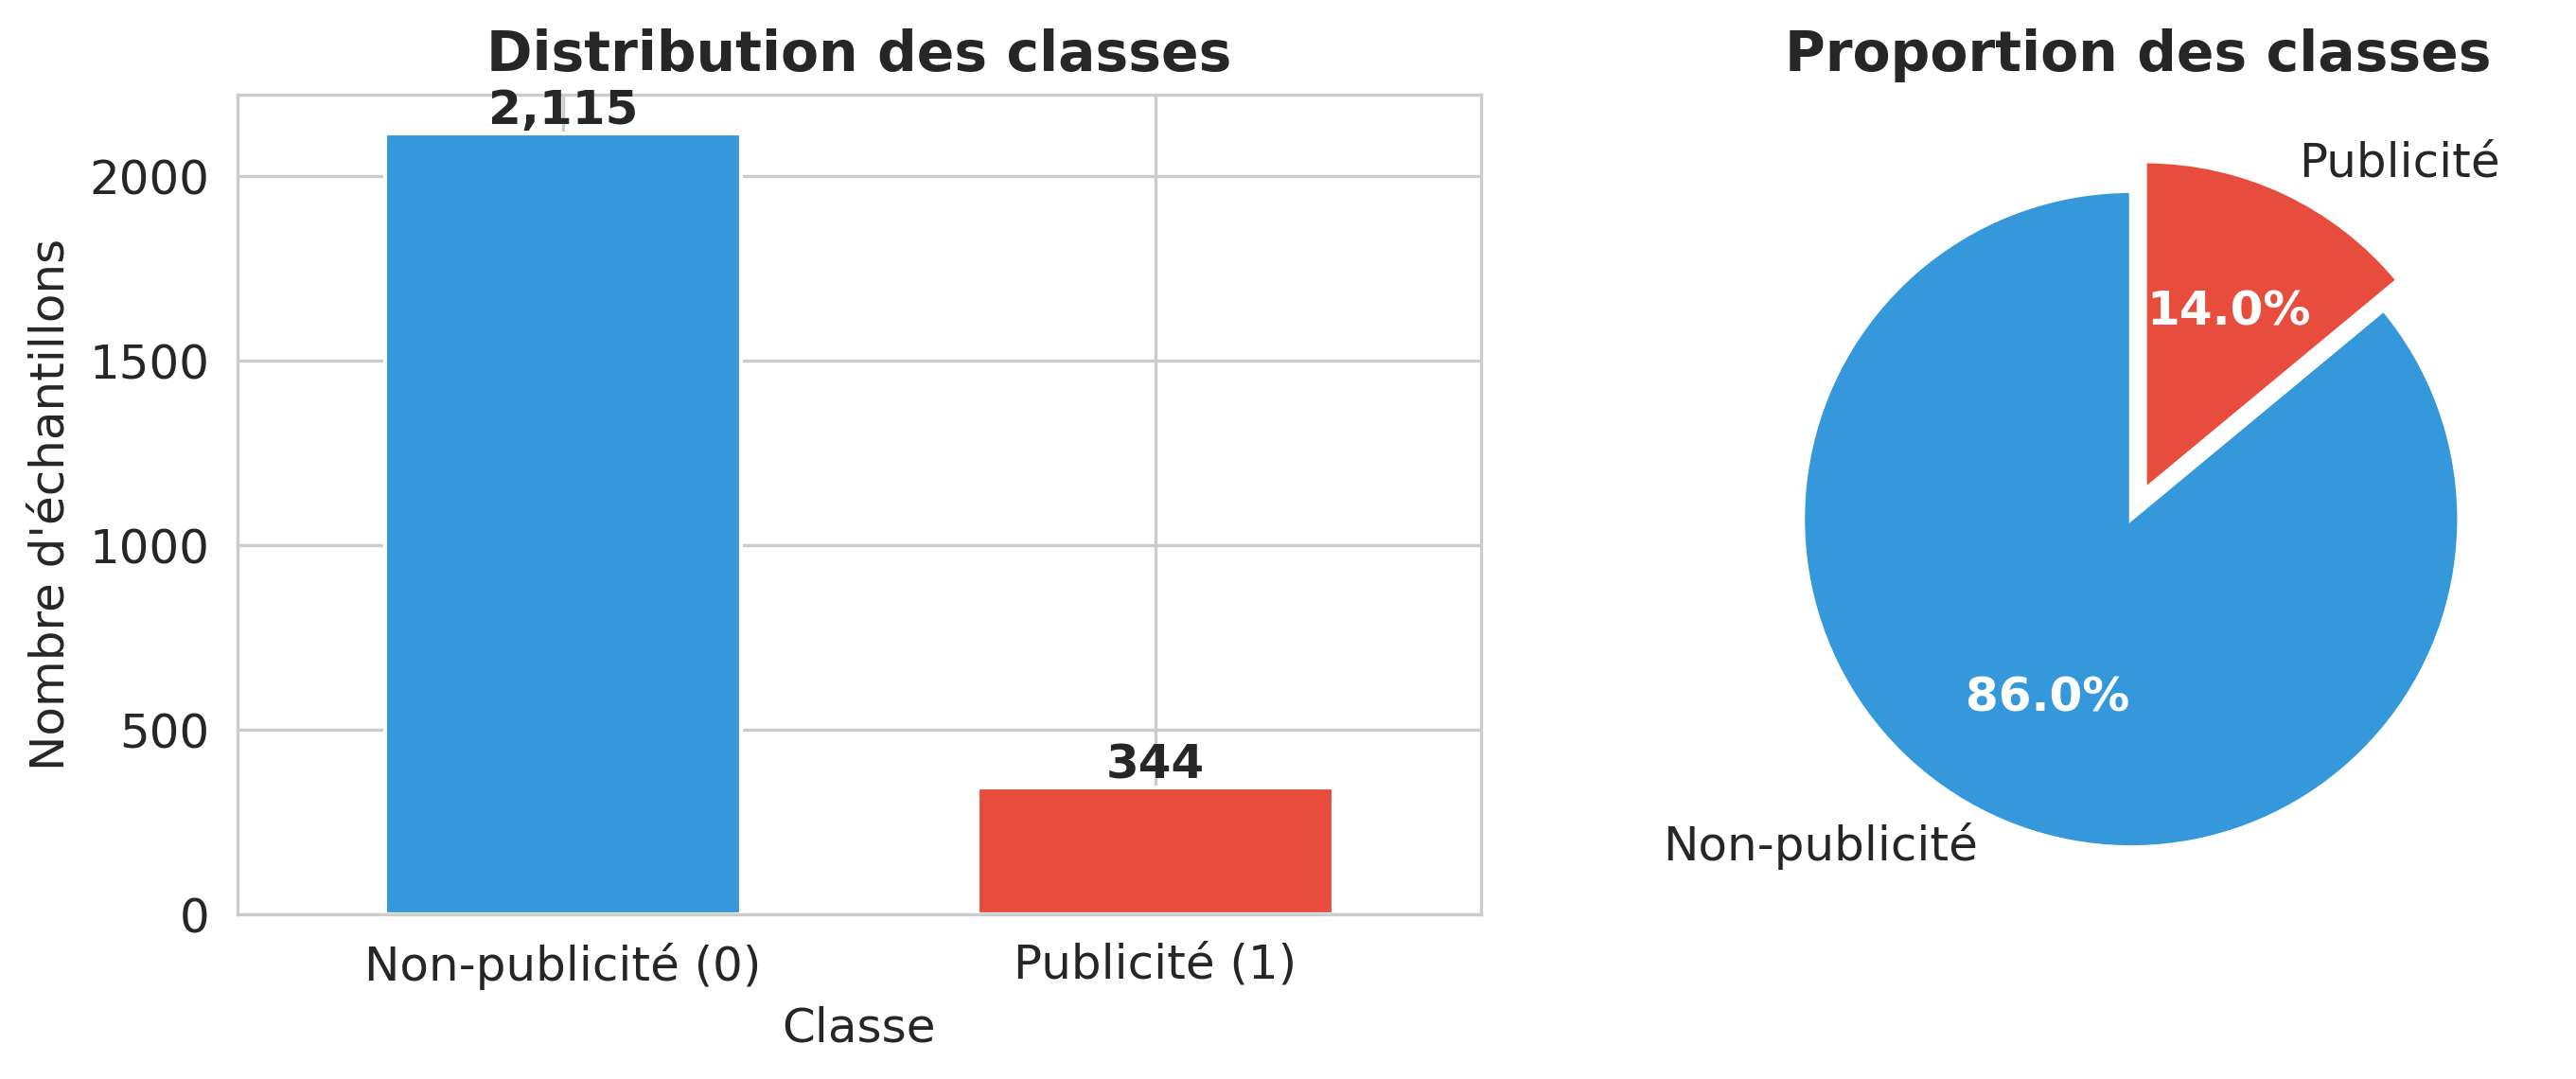 Distribution des classes
2,115
2000
1500
1000
500
0
Nombre d'échantillons
344
Non-publicité (0)
Publicité (1)
Classe
Proportion des classes
Publicité
14.0%
86.0%
Non-publicité